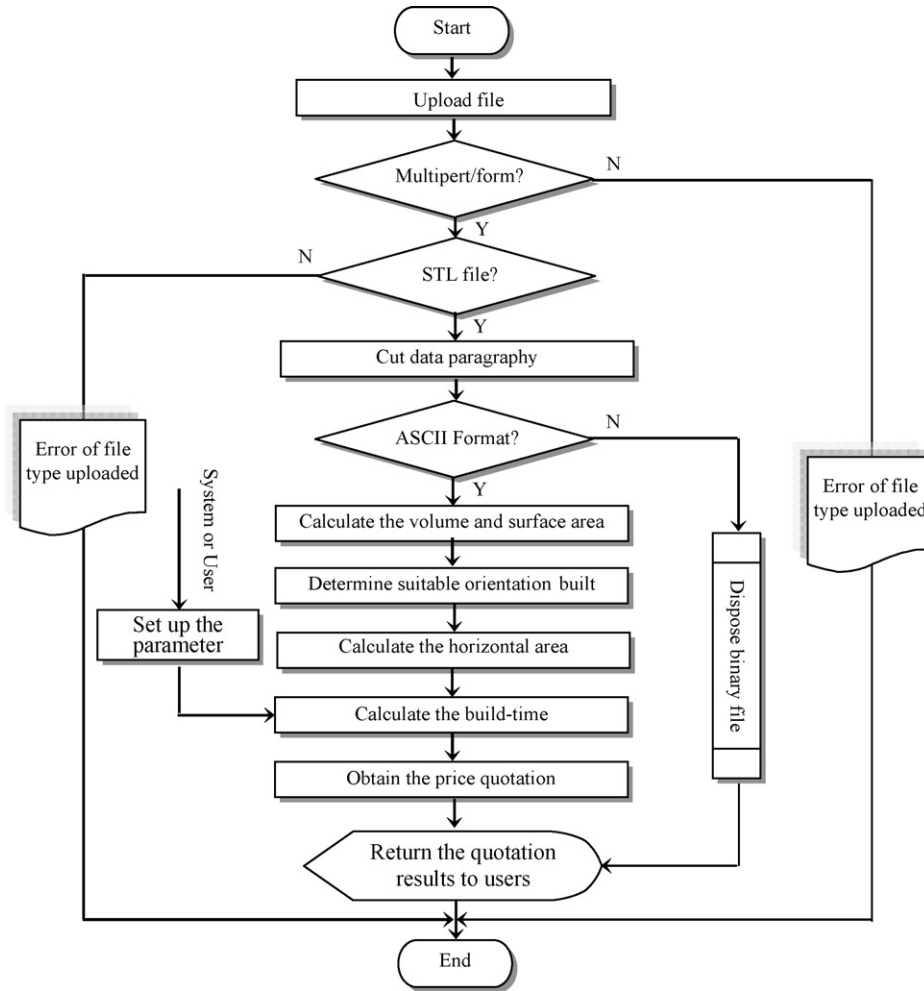 Start
Upload file
Multipert/form?
N
Y
N
STL file?
Y
Cut data paragraphy
ASCII Format?
N
Y
Error of file
type uploaded
Error of file
type uploaded
System or User
Calculate the volume and surface area
Determine suitable orientation built
Set up the
parameter
Calculate the horizontal area
Dispose binary file
Calculate the build-time
Obtain the price quotation
Return the quotation
results to users
End